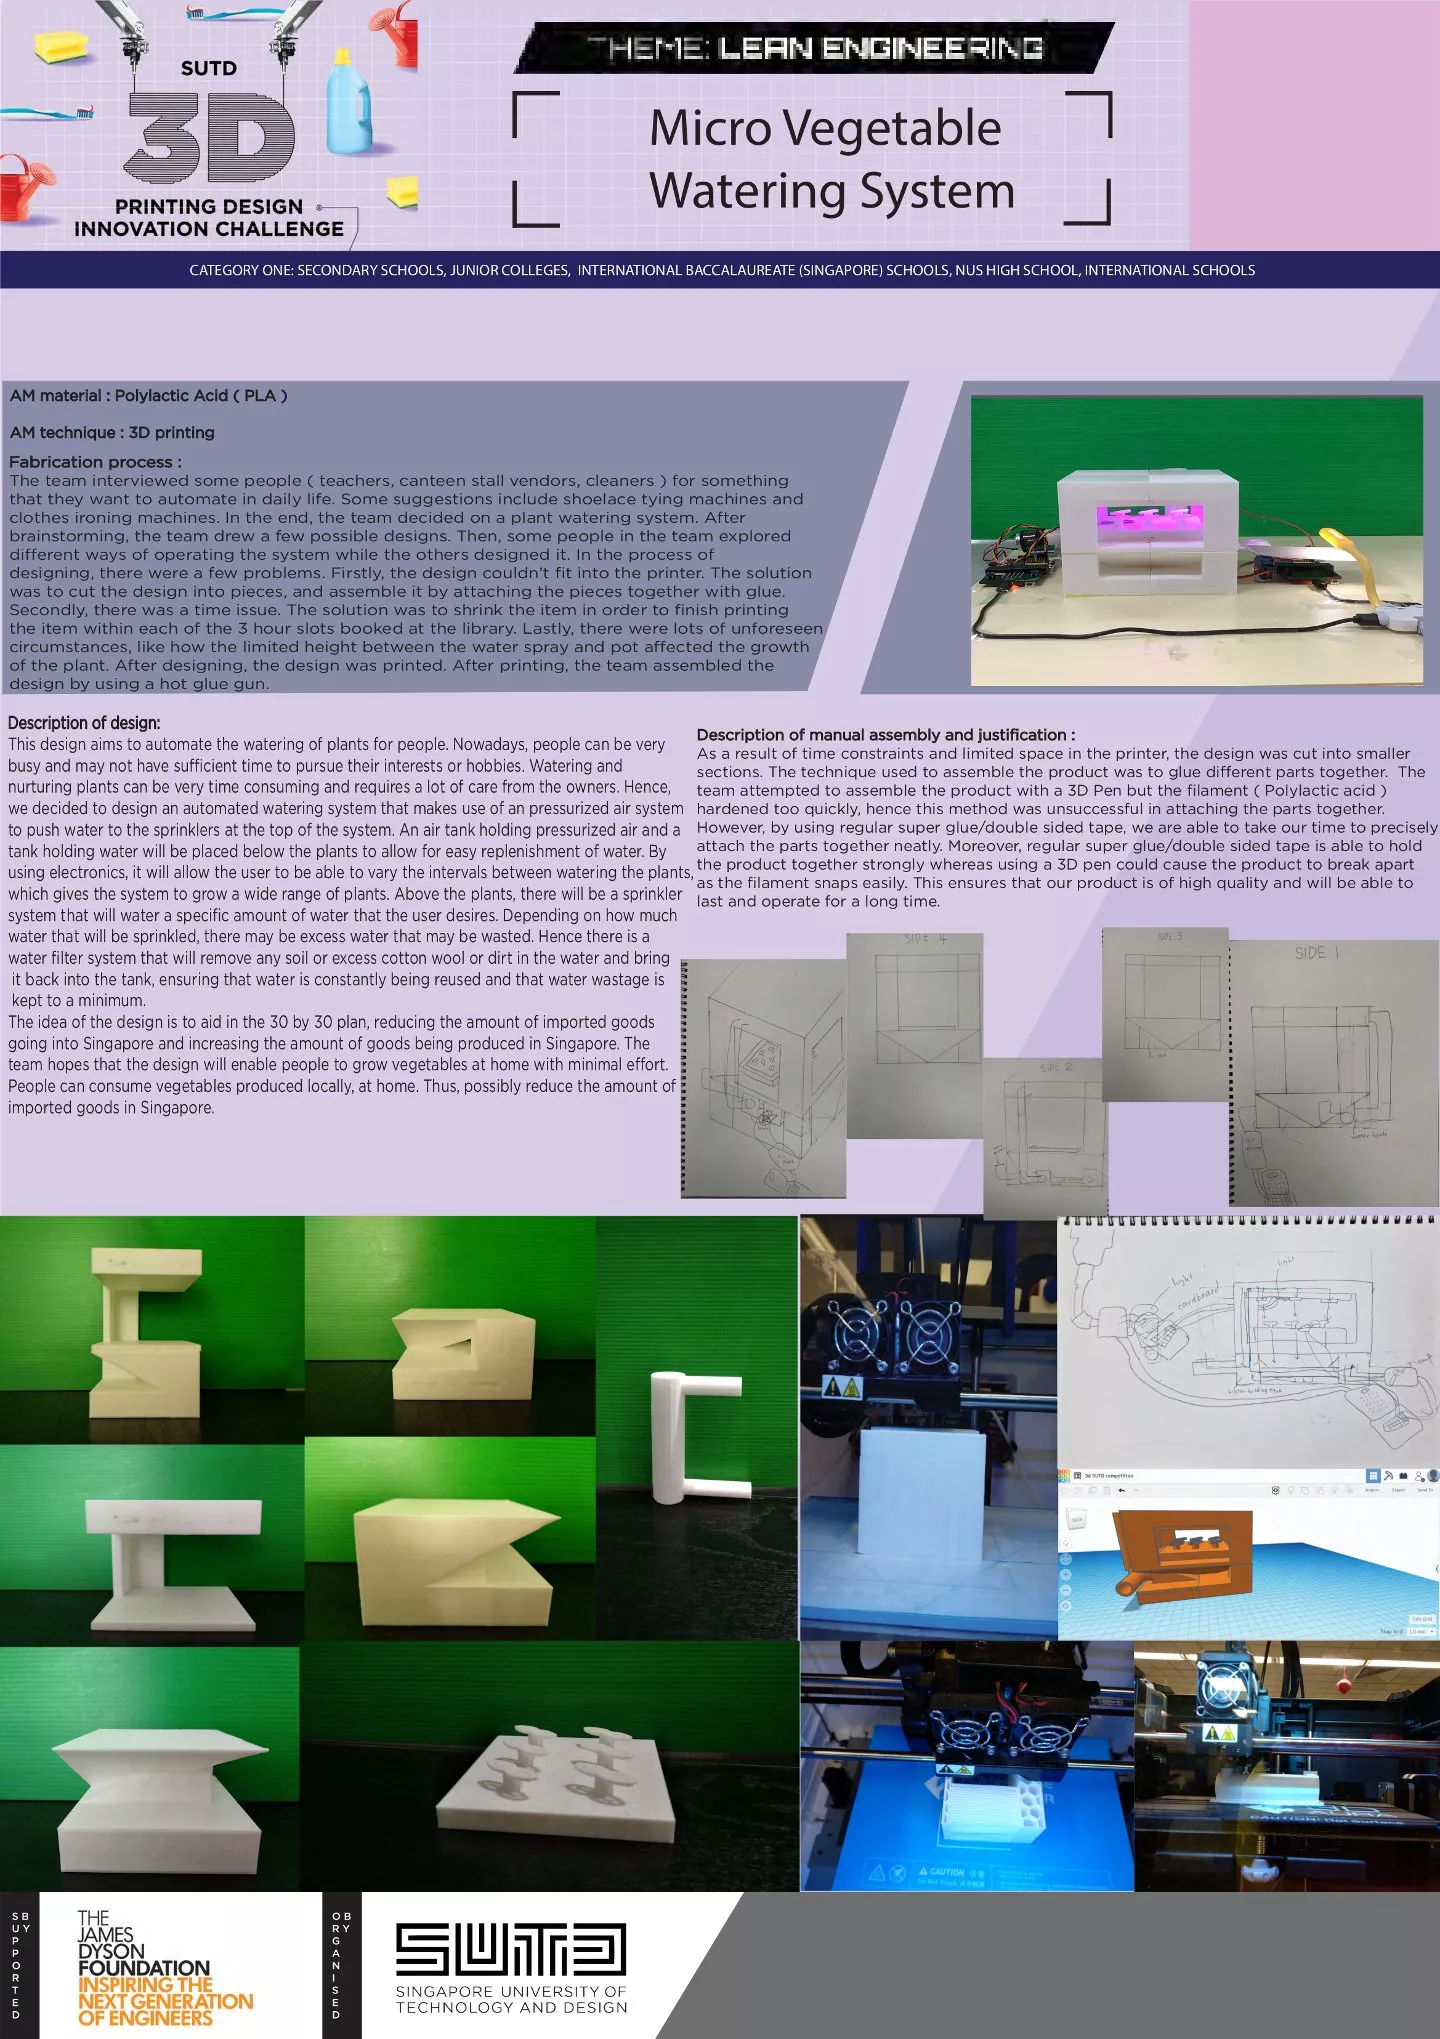 SUTD
3D
PRINTING DESIGN
INNOVATION CHALLENGE
THEME: LEAN ENGINEERING
Micro Vegetable
Watering System
CATEGORY ONE: SECONDARY SCHOOLS, JUNIOR COLLEGES, INTERNATIONAL BACCALAUREATE (SINGAPORE) SCHOOLS, NUS HIGH SCHOOL, INTERNATIONAL SCHOOLS
AM material : Polylactic Acid ( PLA )
AM technique : 3D printing
Fabrication process :
The team interviewed some people ( teachers, canteen stall vendors, cleaners ) for something
that they want to automate in daily life. Some suggestions include shoelace tying machines and
clothes ironing machines. In the end, the team decided on a plant watering system. After
brainstorming, the team drew a few possible designs. Then, some people in the team explored
different ways of operating the system while the others designed it. In the process of
designing, there were a few problems. Firstly, the design couldn't fit into the printer. The solution
was to cut the design into pieces, and assemble it by attaching the pieces together with glue.
Secondly, there was a time issue. The solution was to shrink the item in order to finish printing
the item within each of the 3 hour slots booked at the library. Lastly, there were lots of unforeseen
circumstances, like how the limited height between the water spray and pot affected the growth
of the plant. After designing, the design was printed. After printing, the team assembled the
design by using a hot glue gun.
Description of design:
This design aims to automate the watering of plants for people. Nowadays, people can be very
busy and may not have sufficient time to pursue their interests or hobbies. Watering and
nurturing plants can be very time consuming and requires a lot of care from the owners. Hence,
we decided to design an automated watering system that makes use of an pressurized air system
to push water to the sprinklers at the top of the system. An air tank holding pressurized air and a
tank holding water will be placed below the plants to allow for easy replenishment of water. By
using electronics, it will allow the user to be able to vary the intervals between watering the plants,
which gives the system to grow a wide range of plants. Above the plants, there will be a sprinkler
system that will water a specific amount of water that the user desires. Depending on how much
water that will be sprinkled, there may be excess water that may be wasted. Hence there is a
water filter system that will remove any soil or excess cotton wool or dirt in the water and bring
it back into the tank, ensuring that water is constantly being reused and that water wastage is
kept to a minimum.
The idea of the design is to aid in the 30 by 30 plan, reducing the amount of imported goods
going into Singapore and increasing the amount of goods being produced in Singapore. The
team hopes that the design will enable people to grow vegetables at home with minimal effort.
People can consume vegetables produced locally, at home. Thus, possibly reduce the amount of
imported goods in Singapore.
Description of manual assembly and justification :
As a result of time constraints and limited space in the printer, the design was cut into smaller
sections. The technique used to assemble the product was to glue different parts together. The
team attempted to assemble the product with a 3D Pen but the filament ( Polylactic acid )
hardened too quickly, hence this method was unsuccessful in attaching the parts together.
However, by using regular super glue/double sided tape, we are able to take our time to precisely
attach the parts together neatly. Moreover, regular super glue/double sided tape is able to hold
the product together strongly whereas using a 3D pen could cause the product to break apart
as the filament snaps easily. This ensures that our product is of high quality and will be able to
last and operate for a long time.
SIDE 4
SIDE 3
SIDE 1
SIDE 2
water tank
light
light
cardboard
3d SUTD competition
Import
Export
Send To
BACK
Edit Grid
Snap Grid
1.0 mm
CAUTION
CAUTION! Hot Surface
SUPPORTED BY
THE
JAMES
DYSON
FOUNDATION
INSPIRING THE
NEXT GENERATION
OF ENGINEERS
ORGANISED BY
SUTD
SINGAPORE UNIVERSITY OF
TECHNOLOGY AND DESIGN